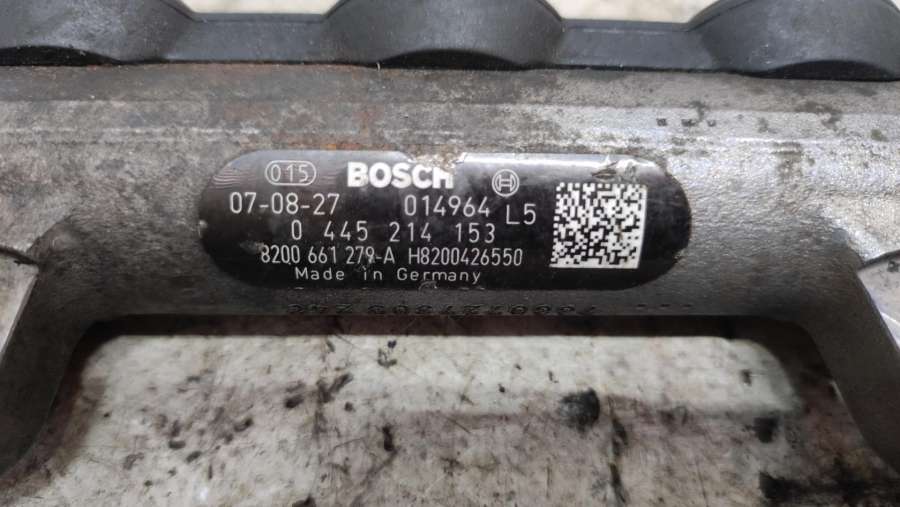 015 BOSCH
07-08-27 014964 L5
0 445 214 153
8200 661 279-A H8200426550
Made in Germany